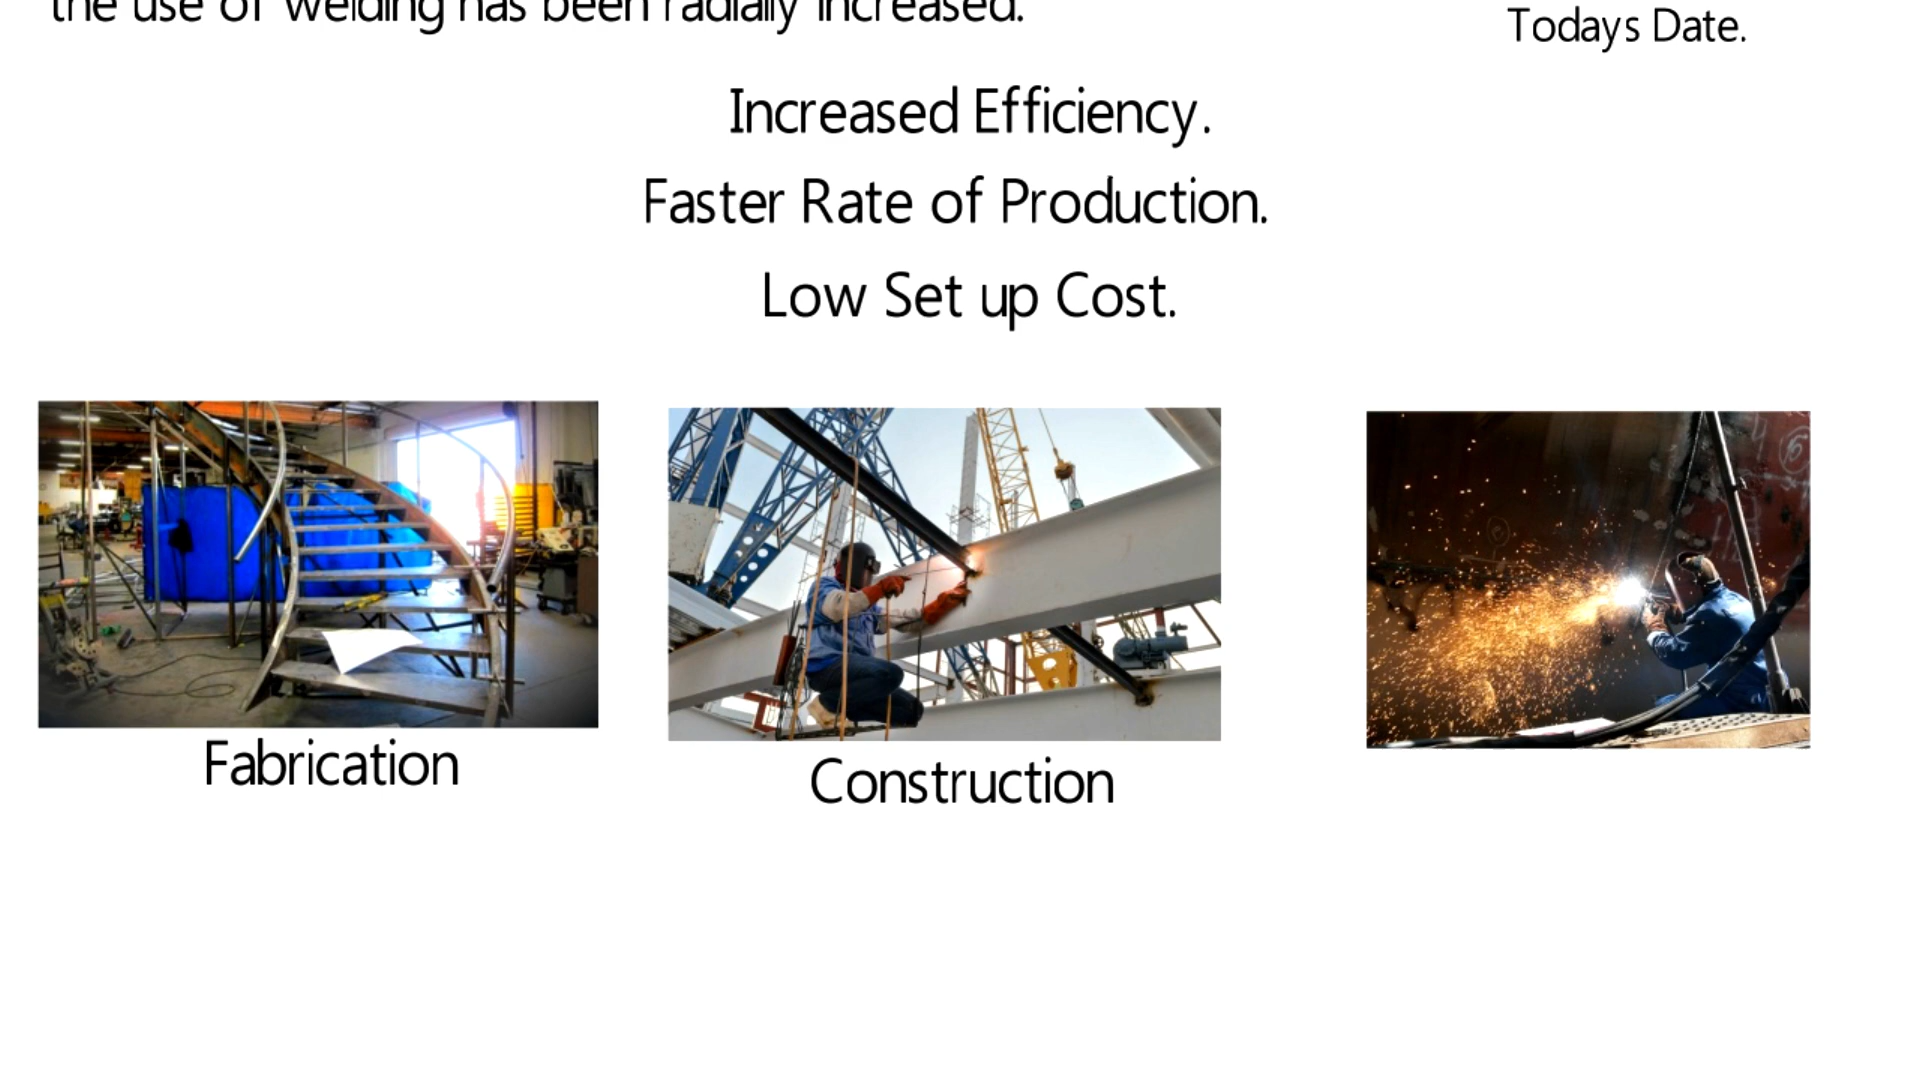 the use of welding has been radially increased.
Todays Date.
Increased Efficiency.
Faster Rate of Production.
Low Set up Cost.
Fabrication
Construction